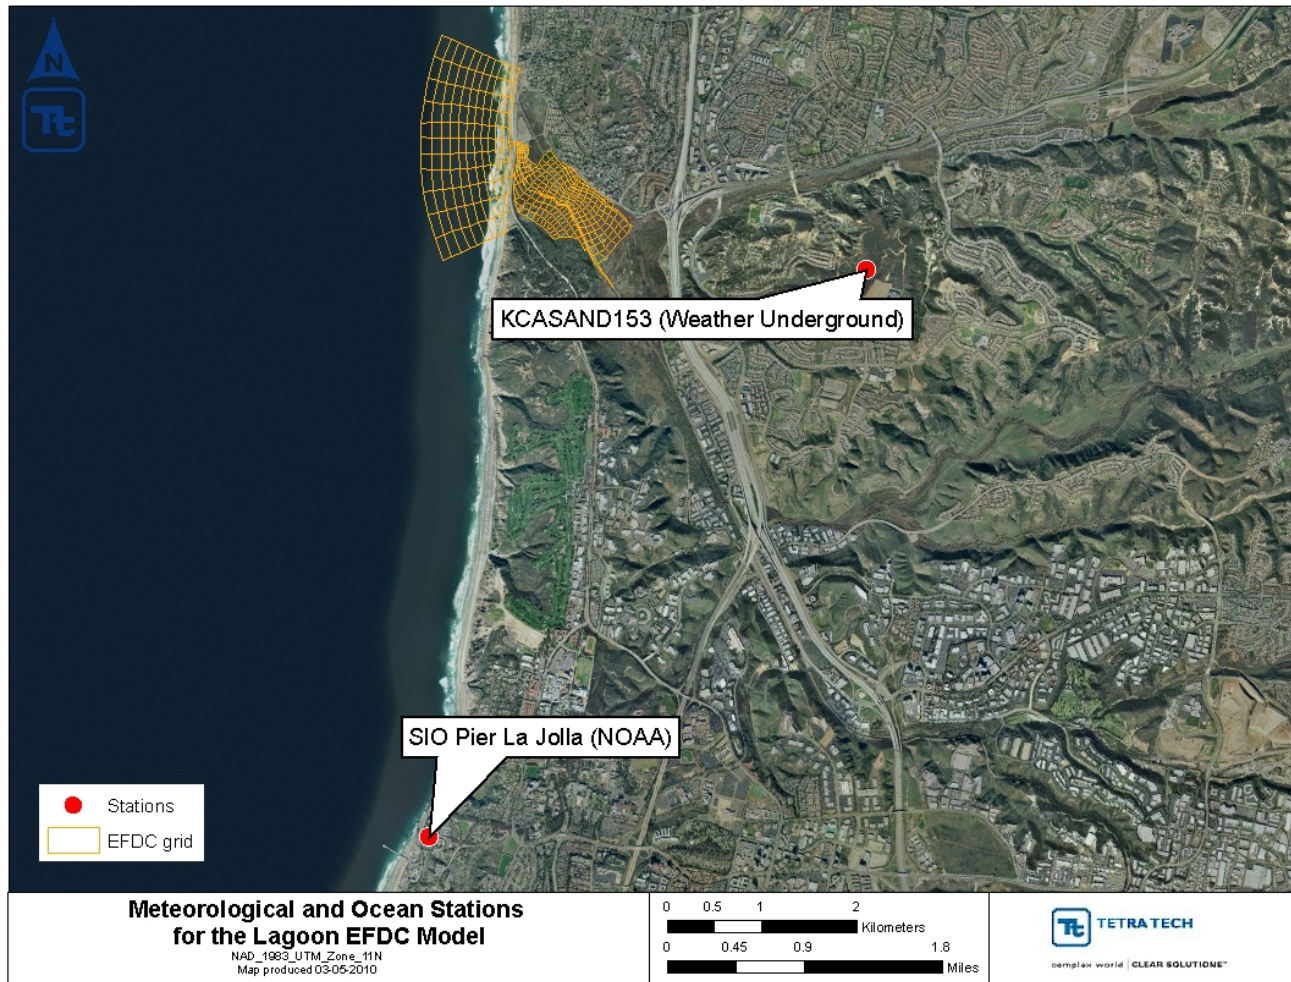 N
Tt
KCASAND153 (Weather Underground)
SIO Pier La Jolla (NOAA)
Stations
EFDC grid
Meteorological and Ocean Stations
for the Lagoon EFDC Model
NAD_1983_UTM_Zone_11N
Map produced 03-05-2010
0 0.5 1 2
Kilometers
0 0.45 0.9 1.8
Miles
Tt TETRA TECH
complex world | CLEAR SOLUTIONS™